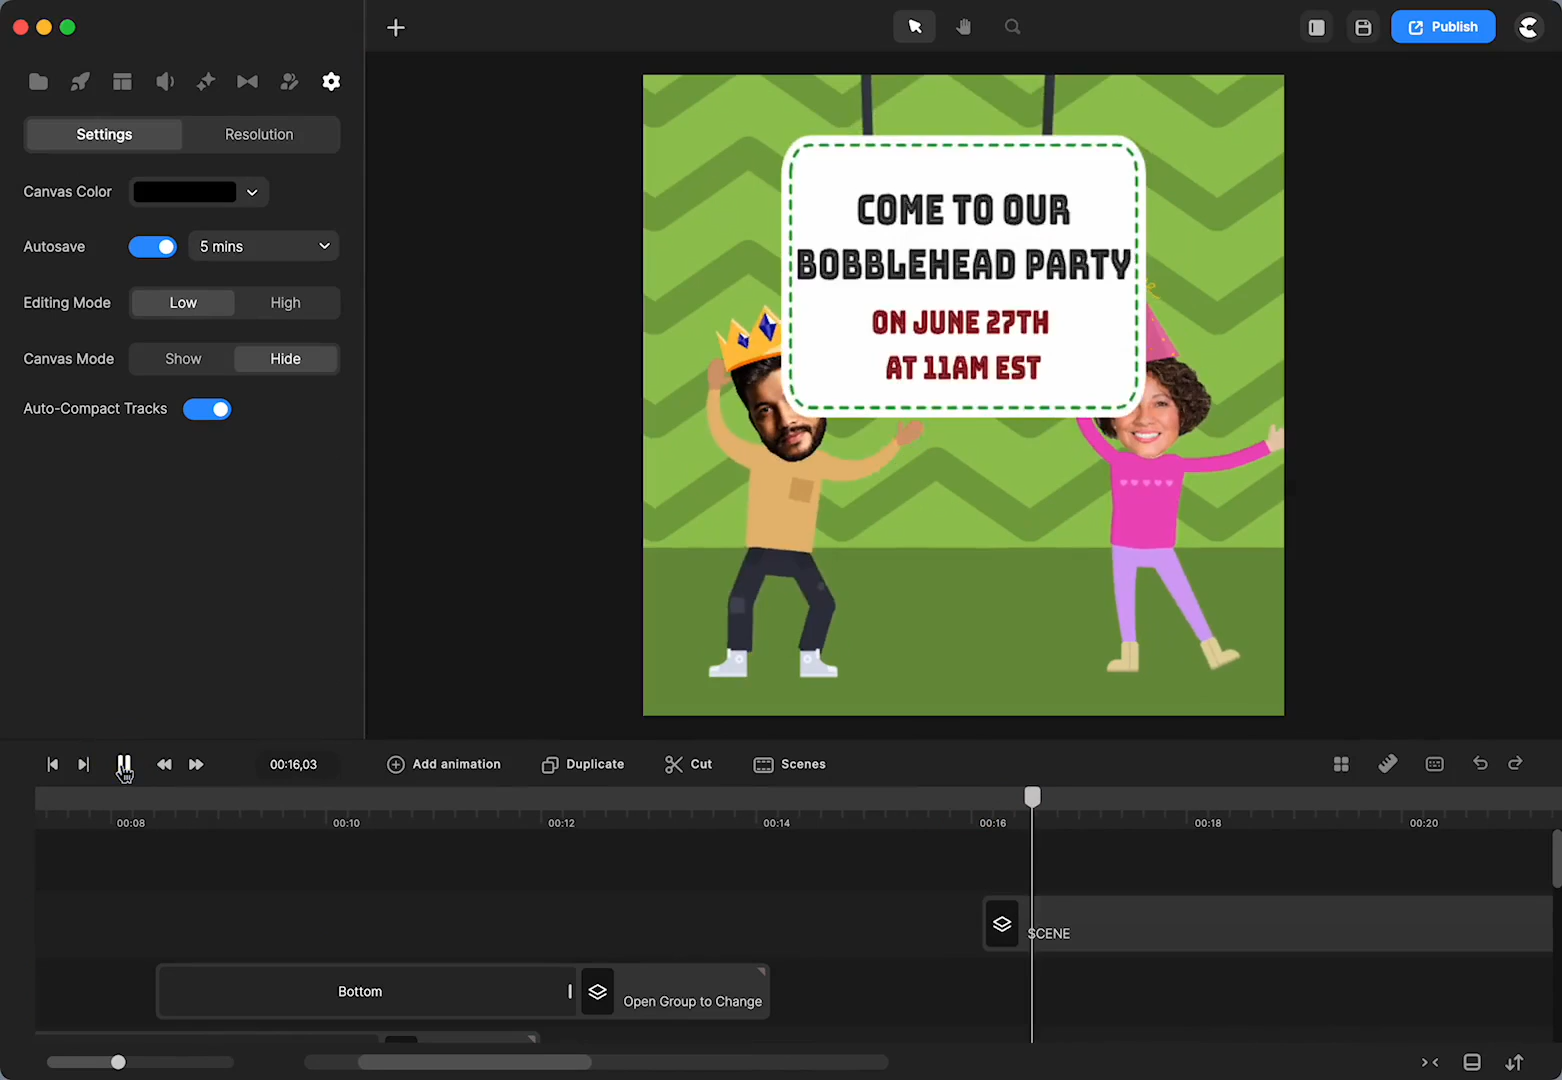 Publish
Settings
Resolution
Canvas Color
Autosave
5 mins
Editing Mode
Low
High
Canvas Mode
Show
Hide
Auto-Compact Tracks
COME TO OUR
BOBBLEHEAD PARTY
ON JUNE 27TH
AT 11AM EST
00:16,03
Add animation
Duplicate
Cut
Scenes
00:08
00:10
00:12
00:14
00:16
00:18
00:20
SCENE
Bottom
Open Group to Change